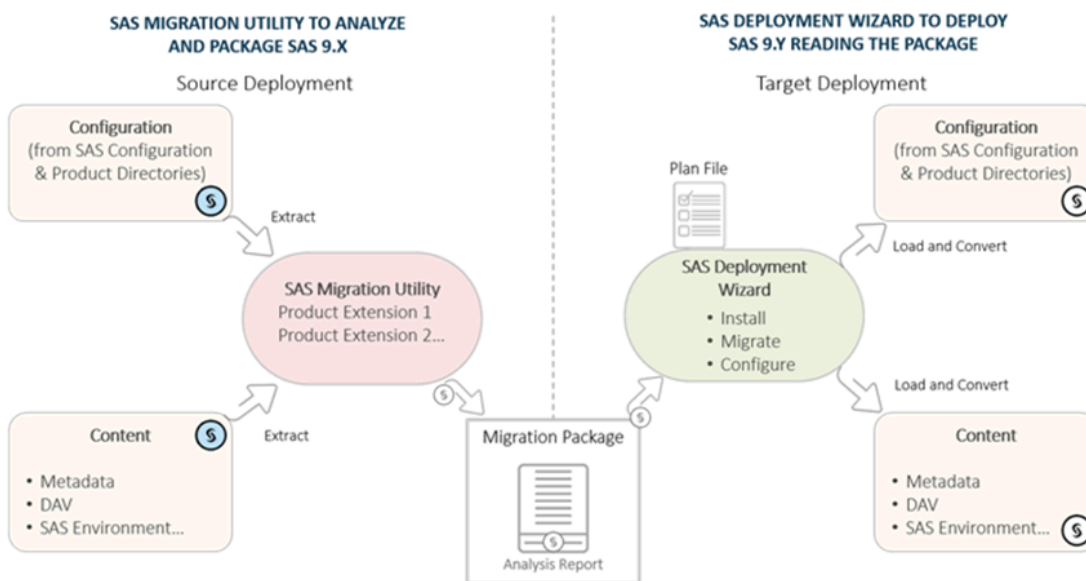 SAS MIGRATION UTILITY TO ANALYZE
AND PACKAGE SAS 9.X
Source Deployment
Configuration
(from SAS Configuration
& Product Directories)
Extract
SAS Migration Utility
Product Extension 1
Product Extension 2...
Content
• Metadata
• DAV
• SAS Environment...
Extract
Migration Package
Analysis Report
SAS DEPLOYMENT WIZARD TO DEPLOY
SAS 9.Y READING THE PACKAGE
Target Deployment
Plan File
SAS Deployment
Wizard
• Install
• Migrate
• Configure
Configuration
(from SAS Configuration
& Product Directories)
Load and Convert
Load and Convert
Content
• Metadata
• DAV
• SAS Environment...